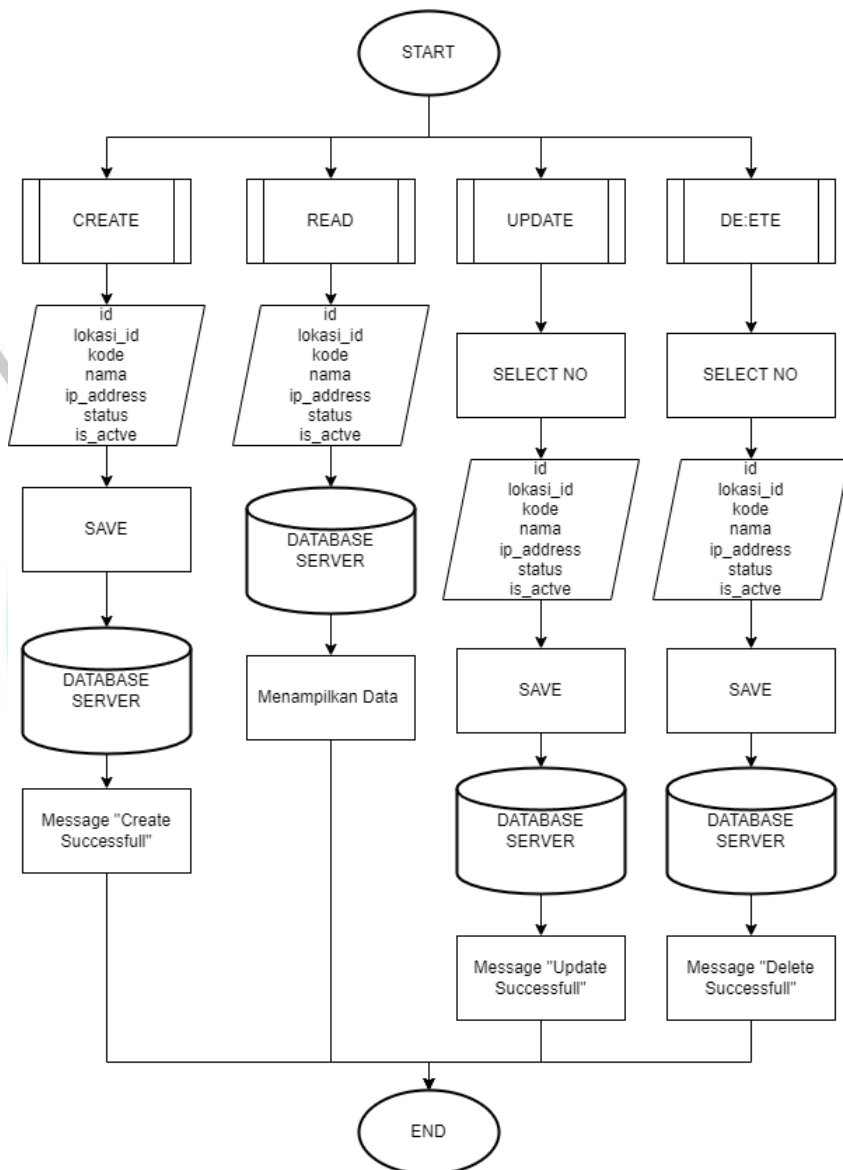 START
CREATE
id
lokasi_id
kode
nama
ip_address
status
is_actve
SAVE
DATABASE
SERVER
Message "Create
Successfull"
READ
id
lokasi_id
kode
nama
ip_address
status
is_actve
DATABASE
SERVER
Menampilkan Data
UPDATE
SELECT NO
id
lokasi_id
kode
nama
ip_address
status
is_actve
SAVE
DATABASE
SERVER
Message "Update
Successfull"
DE:ETE
SELECT NO
id
lokasi_id
kode
nama
ip_address
status
is_actve
SAVE
DATABASE
SERVER
Message "Delete
Successfull"
END